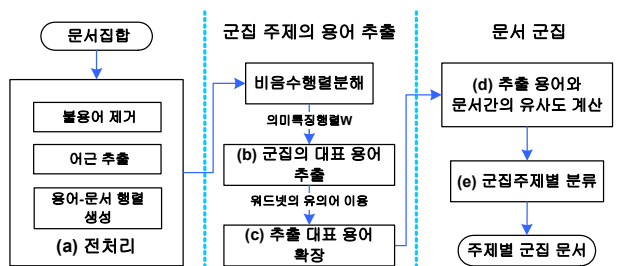 문서집합
불용어 제거
어근 추출
용어-문서 행렬
생성
(a) 전처리
군집 주제의 용어 추출
비음수행렬분해
의미특징행렬W
(b) 군집의 대표 용어
추출
워드넷의 유의어 이용
(c) 추출 대표 용어
확장
문서 군집
(d) 추출 용어와
문서간의 유사도 계산
(e) 군집주제별 분류
주제별 군집 문서